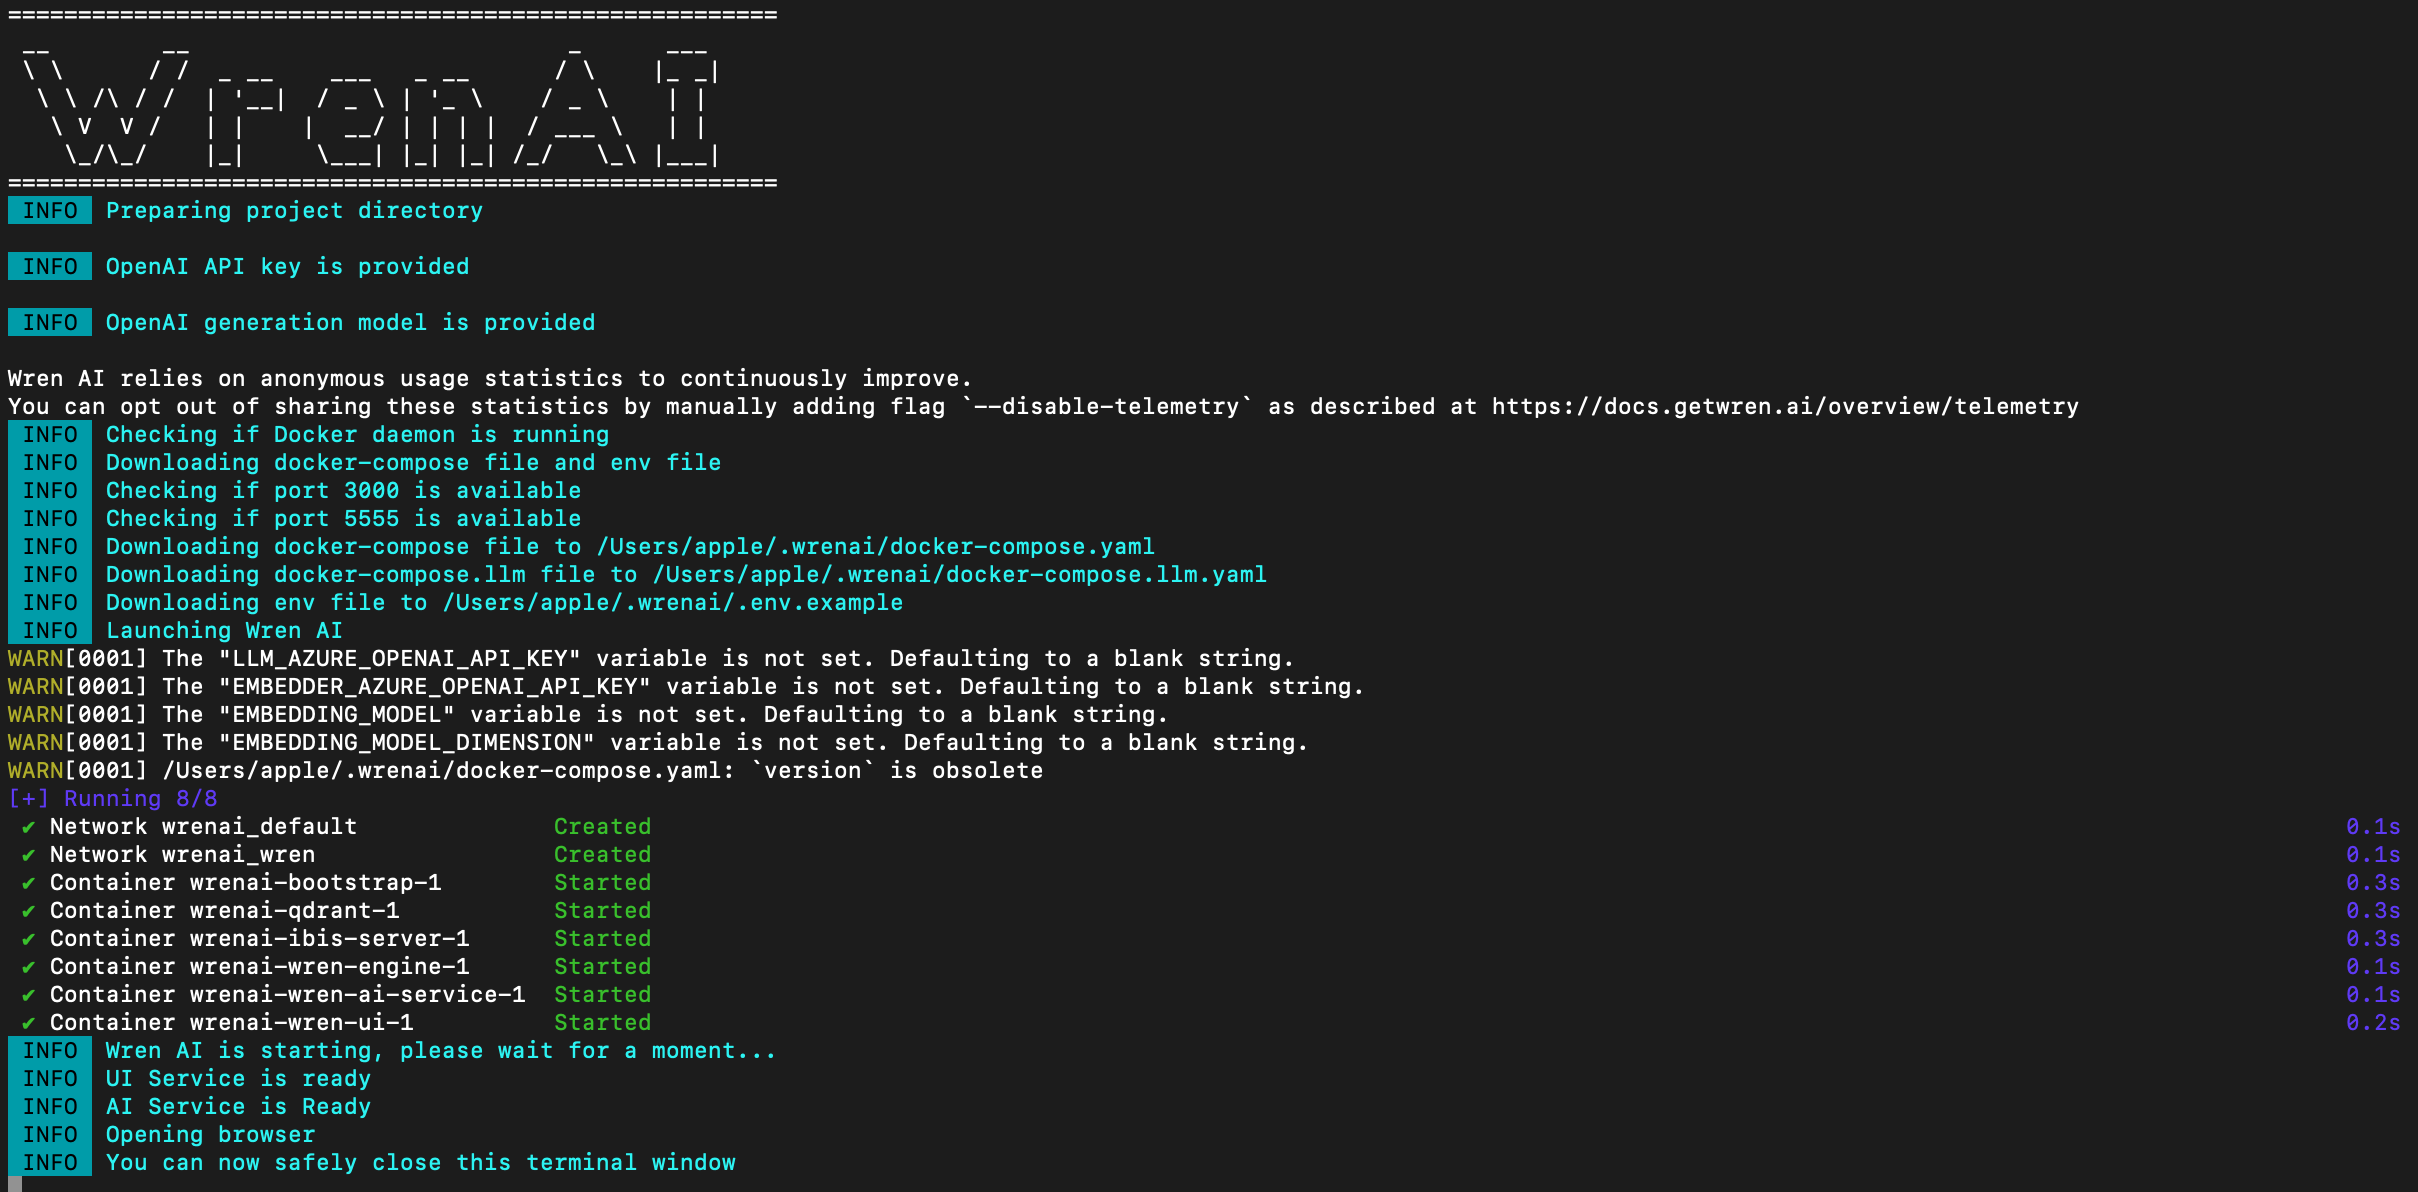 =======================================================
 __        __                           _      ___
 \ \      / /  _ __    ___   _ __      / \    |_ _|
  \ \ /\ / /  | '__|  / _ \ | '_ \    / _ \    | |
   \ V  V /   | |    |  __/ | | | |  / ___ \   | |
    \_/\_/    |_|     \___| |_| |_| /_/   \_\ |___|
=======================================================
INFO Preparing project directory
INFO OpenAI API key is provided
INFO OpenAI generation model is provided
Wren AI relies on anonymous usage statistics to continuously improve.
You can opt out of sharing these statistics by manually adding flag `--disable-telemetry` as described at https://docs.getwren.ai/overview/telemetry
INFO Checking if Docker daemon is running
INFO Downloading docker-compose file and env file
INFO Checking if port 3000 is available
INFO Checking if port 5555 is available
INFO Downloading docker-compose file to /Users/apple/.wrenai/docker-compose.yaml
INFO Downloading docker-compose.llm file to /Users/apple/.wrenai/docker-compose.llm.yaml
INFO Downloading env file to /Users/apple/.wrenai/.env.example
INFO Launching Wren AI
WARN[0001] The "LLM_AZURE_OPENAI_API_KEY" variable is not set. Defaulting to a blank string.
WARN[0001] The "EMBEDDER_AZURE_OPENAI_API_KEY" variable is not set. Defaulting to a blank string.
WARN[0001] The "EMBEDDING_MODEL" variable is not set. Defaulting to a blank string.
WARN[0001] The "EMBEDDING_MODEL_DIMENSION" variable is not set. Defaulting to a blank string.
WARN[0001] /Users/apple/.wrenai/docker-compose.yaml: `version` is obsolete
[+] Running 8/8
✔ Network wrenai_default Created 0.1s
✔ Network wrenai_wren Created 0.1s
✔ Container wrenai-bootstrap-1 Started 0.3s
✔ Container wrenai-qdrant-1 Started 0.3s
✔ Container wrenai-ibis-server-1 Started 0.3s
✔ Container wrenai-wren-engine-1 Started 0.1s
✔ Container wrenai-wren-ai-service-1 Started 0.1s
✔ Container wrenai-wren-ui-1 Started 0.2s
INFO Wren AI is starting, please wait for a moment...
INFO UI Service is ready
INFO AI Service is Ready
INFO Opening browser
INFO You can now safely close this terminal window